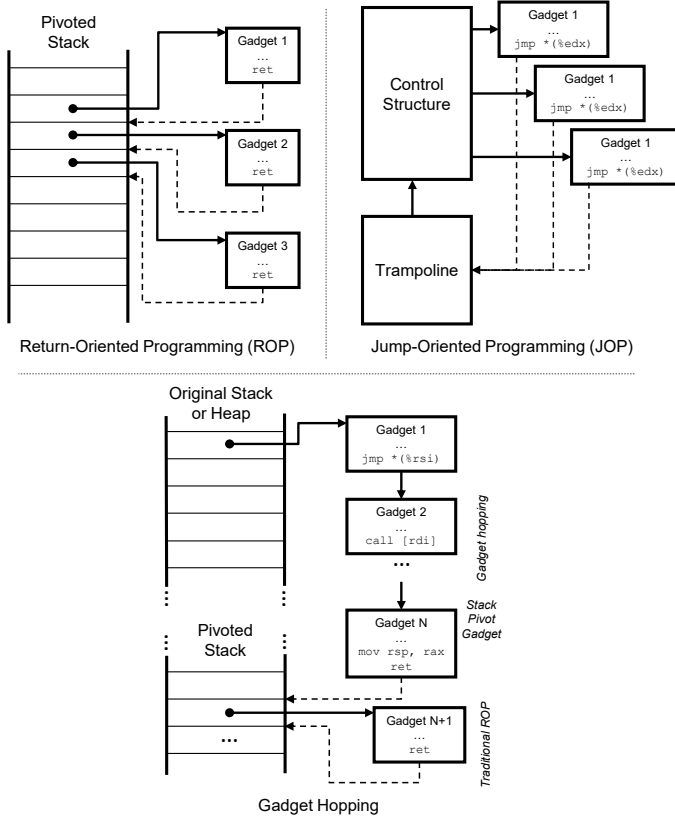 Pivoted
Stack
Gadget 1
...
ret
Gadget 2
...
ret
Gadget 3
...
ret
Return-Oriented Programming (ROP)
Control
Structure
Trampoline
Gadget 1
...
jmp *(%edx)
Gadget 1
...
jmp *(%edx)
Gadget 1
...
jmp *(%edx)
Jump-Oriented Programming (JOP)
Original Stack
or Heap
Gadget 1
...
jmp *(%rsi)
Gadget 2
...
call [rdi]
...
Gadget hopping
Gadget N
...
mov rsp, rax
ret
Stack
Pivot
Gadget
Pivoted
Stack
...
Gadget N+1
...
ret
Traditional ROP
Gadget Hopping